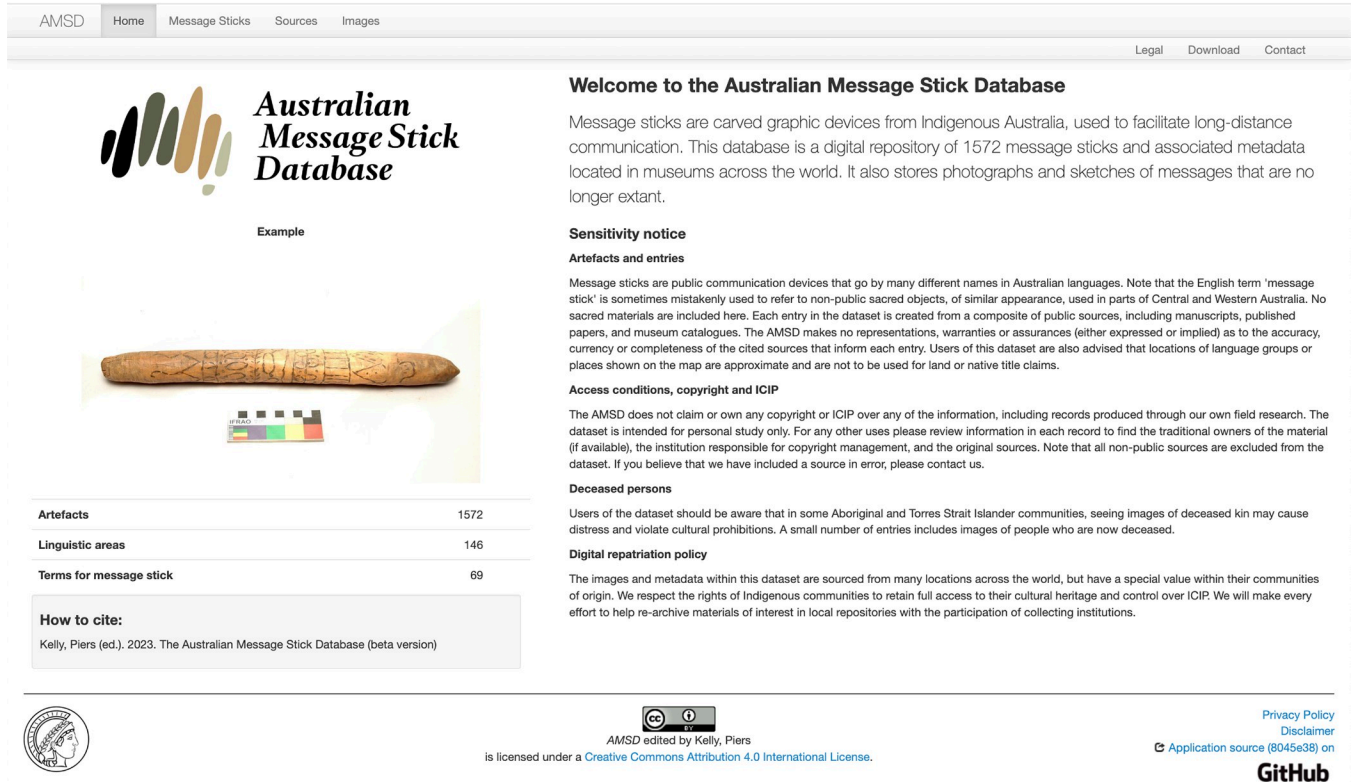 AMSD Home Message Sticks Sources Images
Legal Download Contact
Australian
Message Stick
Database
Example
IFRAO
Artefacts 1572
Linguistic areas 146
Terms for message stick 69
How to cite:
Kelly, Piers (ed.). 2023. The Australian Message Stick Database (beta version)
Welcome to the Australian Message Stick Database
Message sticks are carved graphic devices from Indigenous Australia, used to facilitate long-distance
communication. This database is a digital repository of 1572 message sticks and associated metadata
located in museums across the world. It also stores photographs and sketches of messages that are no
longer extant.
Sensitivity notice
Artefacts and entries
Message sticks are public communication devices that go by many different names in Australian languages. Note that the English term 'message
stick' is sometimes mistakenly used to refer to non-public sacred objects, of similar appearance, used in parts of Central and Western Australia. No
sacred materials are included here. Each entry in the dataset is created from a composite of public sources, including manuscripts, published
papers, and museum catalogues. The AMSD makes no representations, warranties or assurances (either expressed or implied) as to the accuracy,
currency or completeness of the cited sources that inform each entry. Users of this dataset are also advised that locations of language groups or
places shown on the map are approximate and are not to be used for land or native title claims.
Access conditions, copyright and ICIP
The AMSD does not claim or own any copyright or ICIP over any of the information, including records produced through our own field research. The
dataset is intended for personal study only. For any other uses please review information in each record to find the traditional owners of the material
(if available), the institution responsible for copyright management, and the original sources. Note that all non-public sources are excluded from the
dataset. If you believe that we have included a source in error, please contact us.
Deceased persons
Users of the dataset should be aware that in some Aboriginal and Torres Strait Islander communities, seeing images of deceased kin may cause
distress and violate cultural prohibitions. A small number of entries includes images of people who are now deceased.
Digital repatriation policy
The images and metadata within this dataset are sourced from many locations across the world, but have a special value within their communities
of origin. We respect the rights of Indigenous communities to retain full access to their cultural heritage and control over ICIP. We will make every
effort to help re-archive materials of interest in local repositories with the participation of collecting institutions.
cc BY
AMSD edited by Kelly, Piers
is licensed under a Creative Commons Attribution 4.0 International License.
Privacy Policy
Disclaimer
Application source (8045e38) on
GitHub